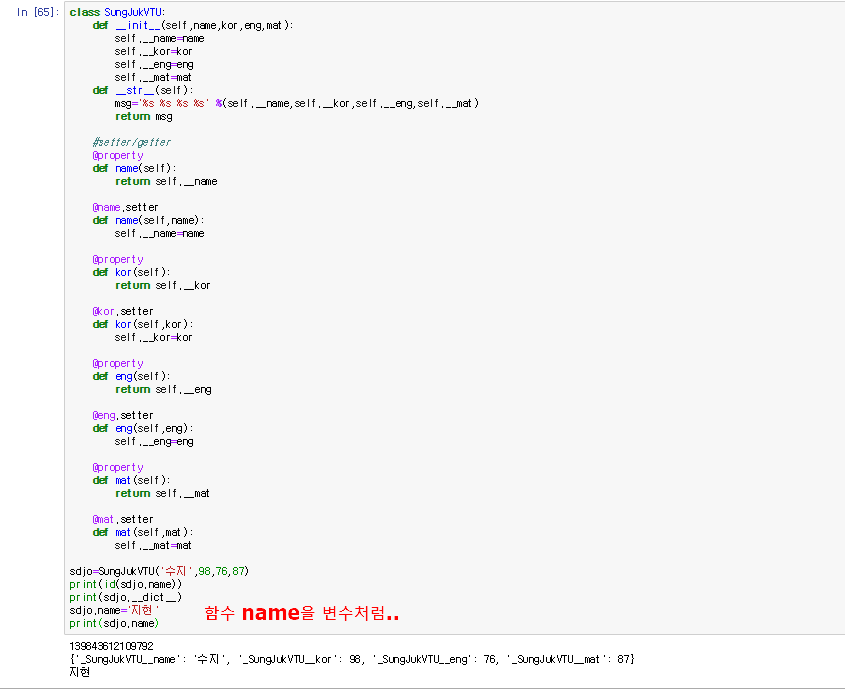 In [65]:
class SungJukVTU:
    def __init__(self,name,kor,eng,mat):
        self.__name=name
        self.__kor=kor
        self.__eng=eng
        self.__mat=mat
    def __str__(self):
        msg='%s %s %s %s' %(self.__name,self.__kor,self.__eng,self.__mat)
        return msg

    #setter/getter
    @property
    def name(self):
        return self.__name

    @name.setter
    def name(self,name):
        self.__name=name

    @property
    def kor(self):
        return self.__kor

    @kor.setter
    def kor(self,kor):
        self.__kor=kor

    @property
    def eng(self):
        return self.__eng

    @eng.setter
    def eng(self,eng):
        self.__eng=eng

    @property
    def mat(self):
        return self.__mat

    @mat.setter
    def mat(self,mat):
        self.__mat=mat

sdjo=SungJukVTU('수지',98,76,87)
print(id(sdjo.name))
print(sdjo.__dict__)
sdjo.name='지현' 함수 name을 변수처럼..
print(sdjo.name)
139843612109792
{'_SungJukVTU__name': '수지', '_SungJukVTU__kor': 98, '_SungJukVTU__eng': 76, '_SungJukVTU__mat': 87}
지현